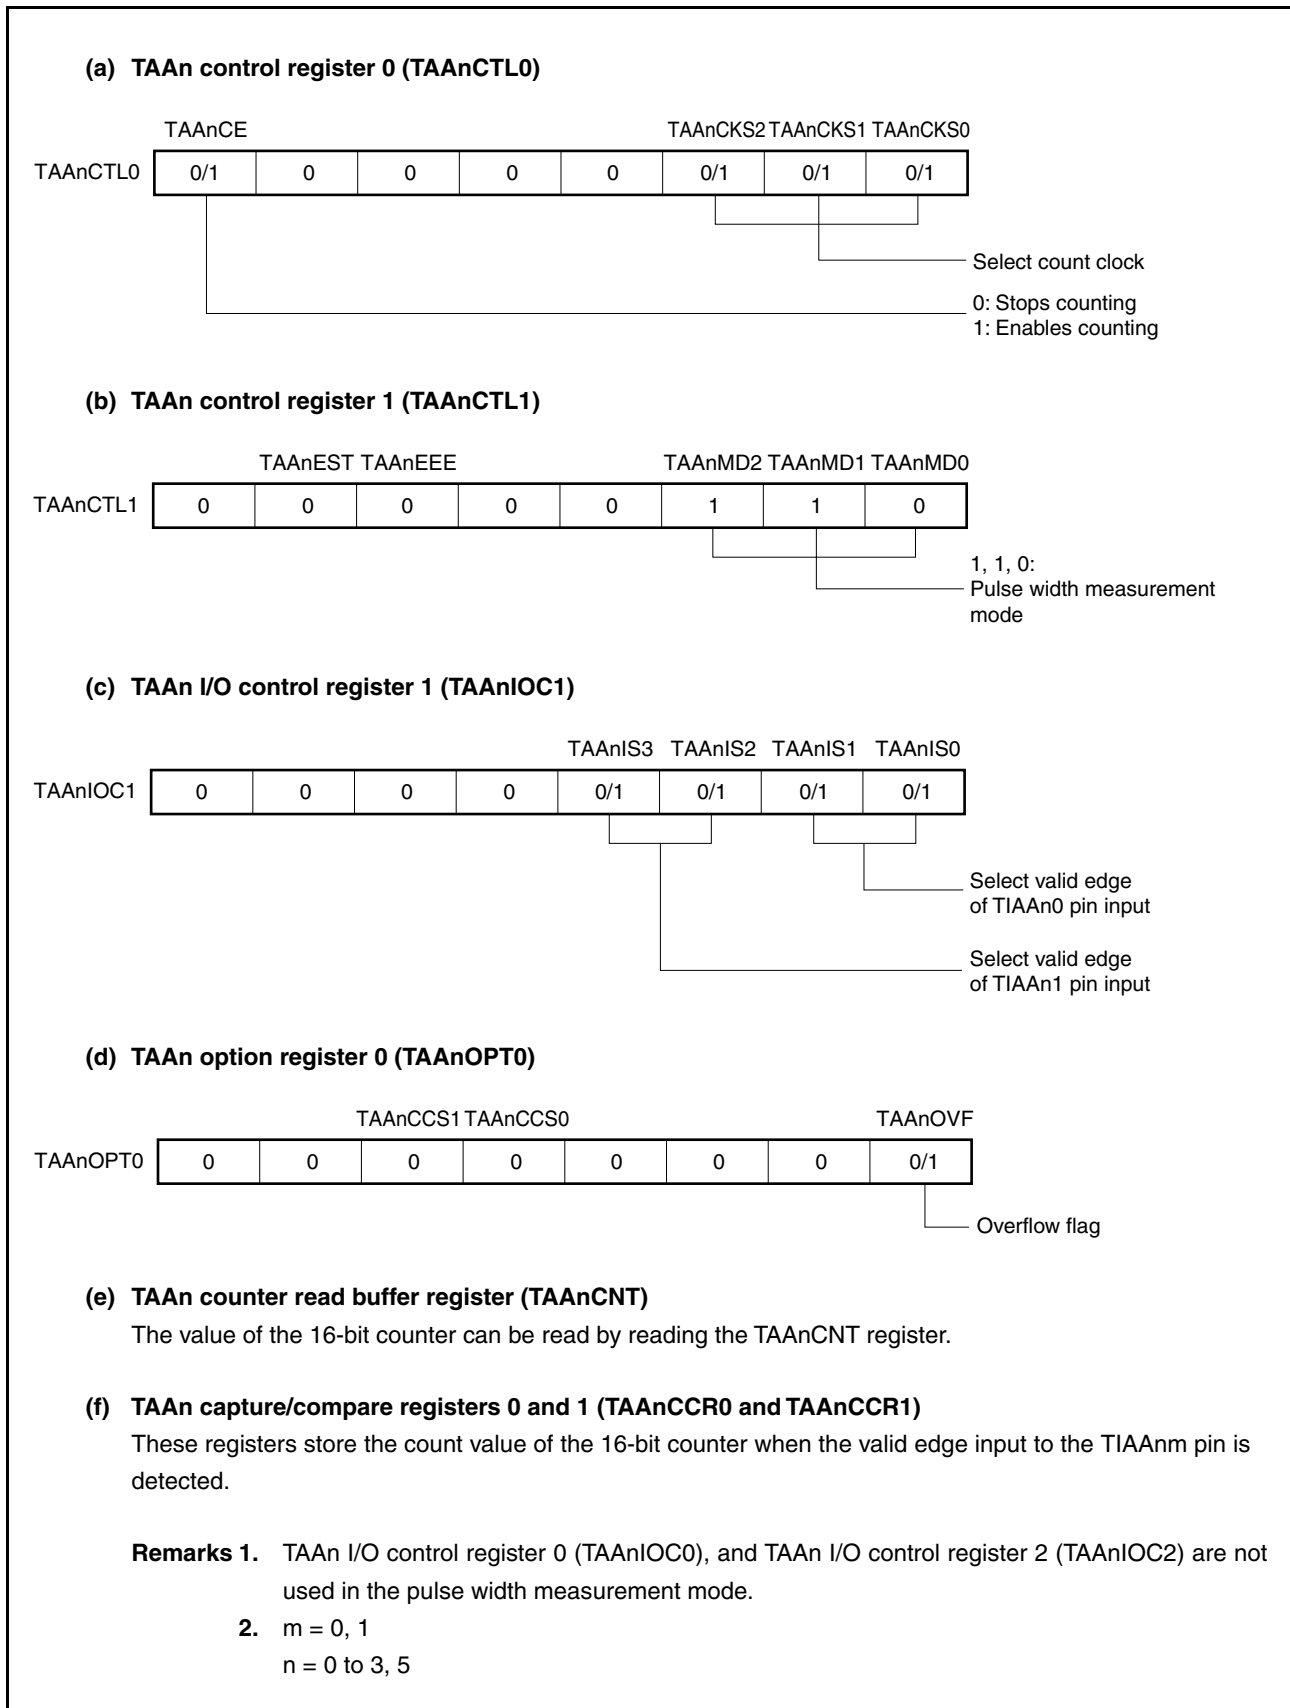 (a) TAAn control register 0 (TAAnCTL0)
TAAnCE TAAnCKS2 TAAnCKS1 TAAnCKS0
TAAnCTL0 0/1 0 0 0 0 0/1 0/1 0/1
Select count clock
0: Stops counting
1: Enables counting
(b) TAAn control register 1 (TAAnCTL1)
TAAnEST TAAnEEE TAAnMD2 TAAnMD1 TAAnMD0
TAAnCTL1 0 0 0 0 0 1 1 0
1, 1, 0:
Pulse width measurement
mode
(c) TAAn I/O control register 1 (TAAnIOC1)
TAAnIS3 TAAnIS2 TAAnIS1 TAAnIS0
TAAnIOC1 0 0 0 0 0/1 0/1 0/1 0/1
Select valid edge
of TIAAn0 pin input
Select valid edge
of TIAAn1 pin input
(d) TAAn option register 0 (TAAnOPT0)
TAAnCCS1 TAAnCCS0 TAAnOVF
TAAnOPT0 0 0 0 0 0 0 0 0/1
Overflow flag
(e) TAAn counter read buffer register (TAAnCNT)
The value of the 16-bit counter can be read by reading the TAAnCNT register.
(f) TAAn capture/compare registers 0 and 1 (TAAnCCR0 and TAAnCCR1)
These registers store the count value of the 16-bit counter when the valid edge input to the TIAAnm pin is
detected.
Remarks 1. TAAn I/O control register 0 (TAAnIOC0), and TAAn I/O control register 2 (TAAnIOC2) are not
used in the pulse width measurement mode.
2. m = 0, 1
n = 0 to 3, 5